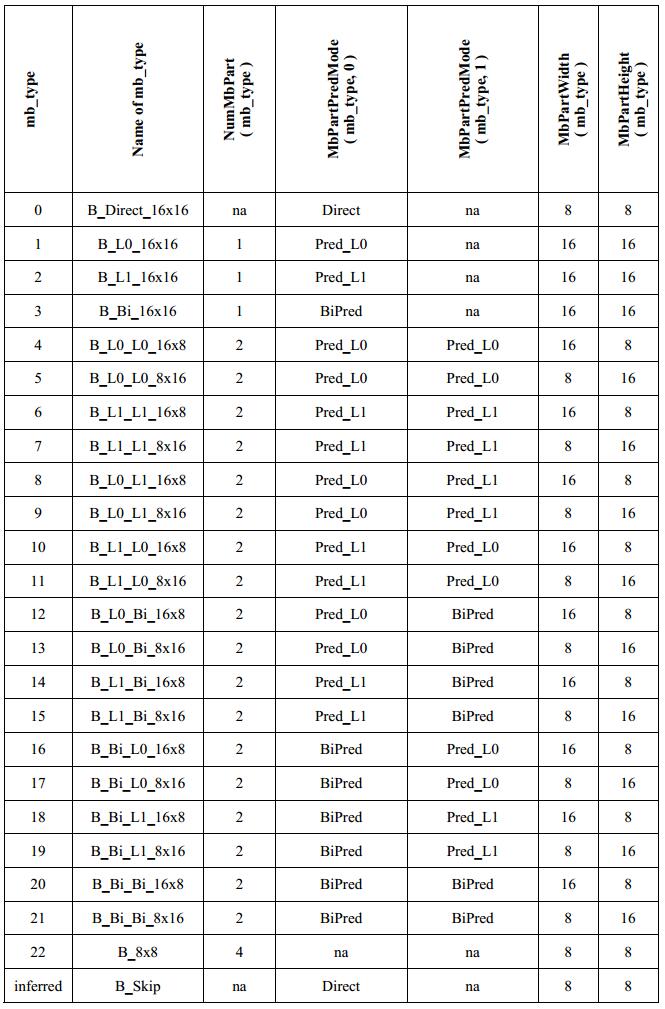 mb_type Name of mb_type NumMbPart ( mb_type ) MbPartPredMode ( mb_type, 0 ) MbPartPredMode ( mb_type, 1 ) MbPartWidth ( mb_type ) MbPartHeight ( mb_type )
0 B_Direct_16x16 na Direct na 8 8
1 B_L0_16x16 1 Pred_L0 na 16 16
2 B_L1_16x16 1 Pred_L1 na 16 16
3 B_Bi_16x16 1 BiPred na 16 16
4 B_L0_L0_16x8 2 Pred_L0 Pred_L0 16 8
5 B_L0_L0_8x16 2 Pred_L0 Pred_L0 8 16
6 B_L1_L1_16x8 2 Pred_L1 Pred_L1 16 8
7 B_L1_L1_8x16 2 Pred_L1 Pred_L1 8 16
8 B_L0_L1_16x8 2 Pred_L0 Pred_L1 16 8
9 B_L0_L1_8x16 2 Pred_L0 Pred_L1 8 16
10 B_L1_L0_16x8 2 Pred_L1 Pred_L0 16 8
11 B_L1_L0_8x16 2 Pred_L1 Pred_L0 8 16
12 B_L0_Bi_16x8 2 Pred_L0 BiPred 16 8
13 B_L0_Bi_8x16 2 Pred_L0 BiPred 8 16
14 B_L1_Bi_16x8 2 Pred_L1 BiPred 16 8
15 B_L1_Bi_8x16 2 Pred_L1 BiPred 8 16
16 B_Bi_L0_16x8 2 BiPred Pred_L0 16 8
17 B_Bi_L0_8x16 2 BiPred Pred_L0 8 16
18 B_Bi_L1_16x8 2 BiPred Pred_L1 16 8
19 B_Bi_L1_8x16 2 BiPred Pred_L1 8 16
20 B_Bi_Bi_16x8 2 BiPred BiPred 16 8
21 B_Bi_Bi_8x16 2 BiPred BiPred 8 16
22 B_8x8 4 na na 8 8
inferred B_Skip na Direct na 8 8